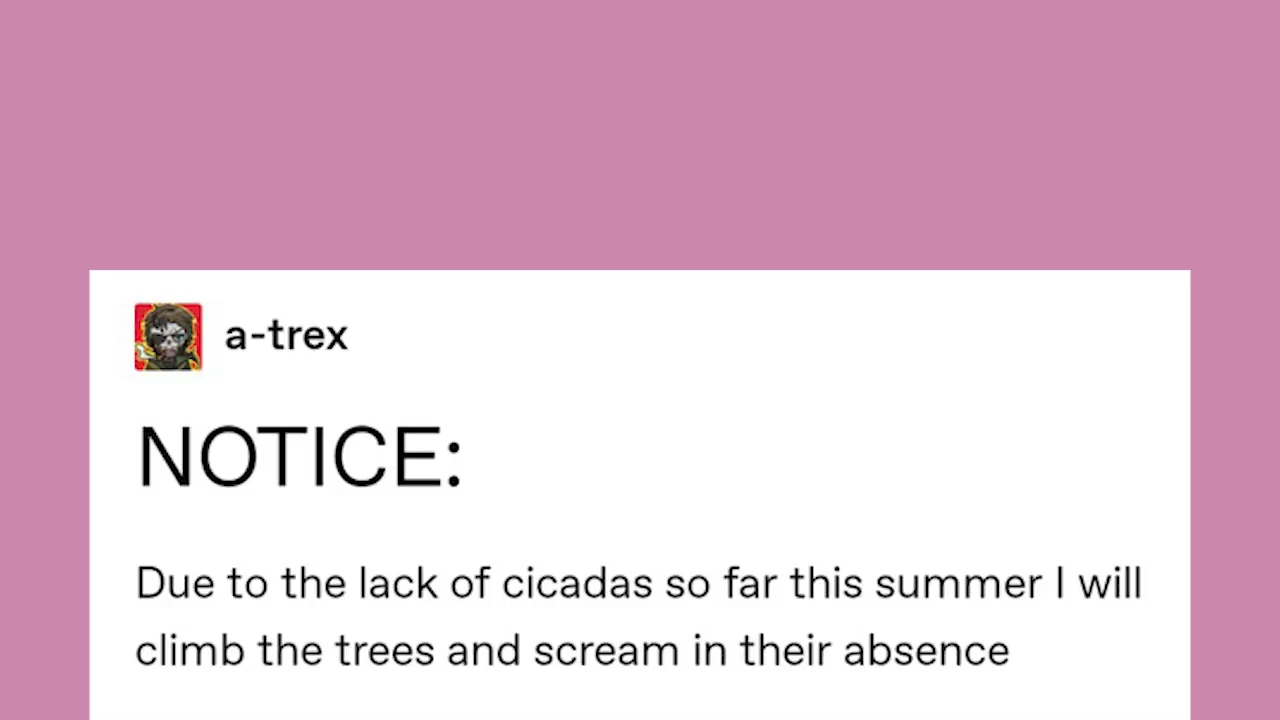 a-trex
NOTICE:
Due to the lack of cicadas so far this summer I will
climb the trees and scream in their absence